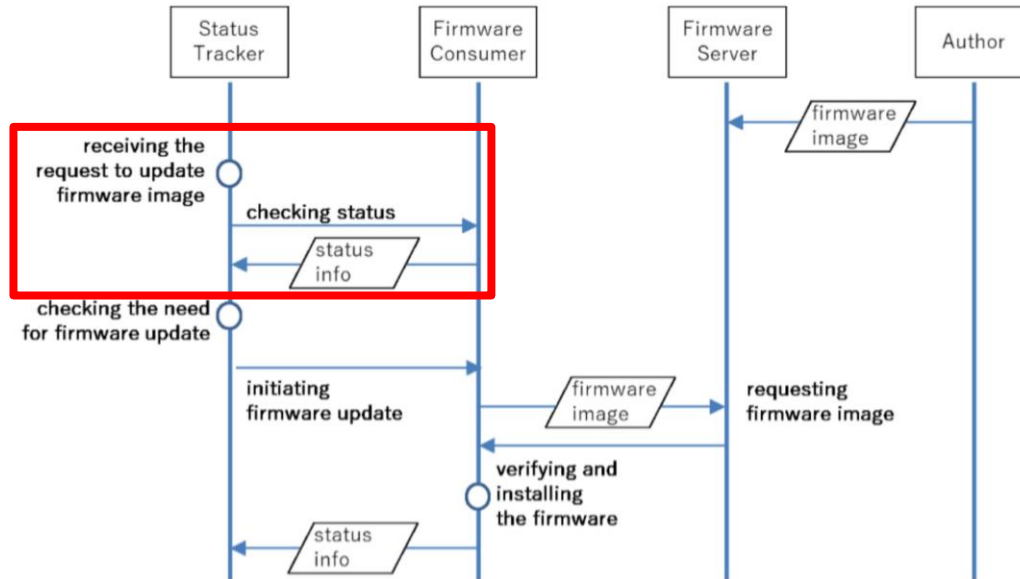 Status
Tracker
Firmware
Consumer
Firmware
Server
Author
firmware
image
receiving the
request to update
firmware image
checking status
status
info
checking the need
for firmware update
initiating
firmware update
firmware
image
requesting
firmware image
verifying and
installing
the firmware
status
info